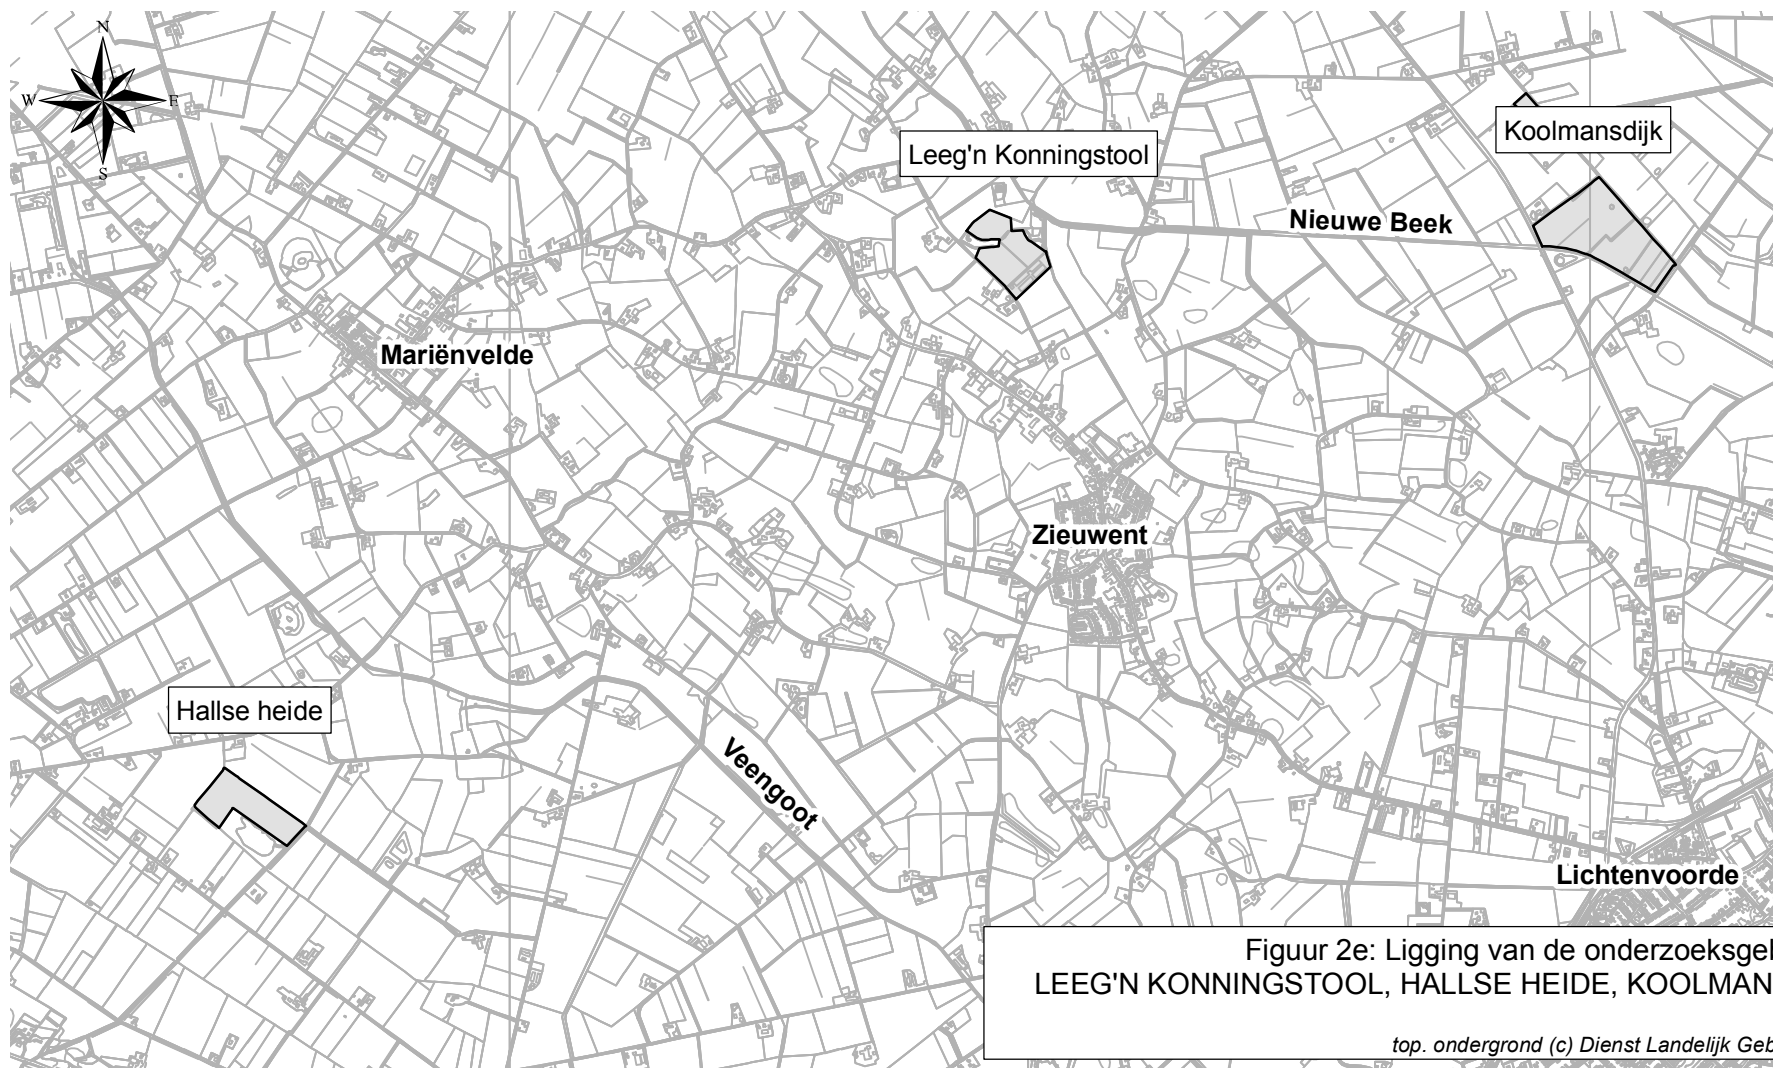 N
W
E
S
Koolmansdijk
Leeg'n Konningstool
Nieuwe Beek
Mariënvelde
Zieuwent
Hallse heide
Veengoot
Lichtenvoorde
Figuur 2e: Ligging van de onderzoeksgel
LEEG'N KONNINGSTOOL, HALLSE HEIDE, KOOLMAN
top. ondergrond (c) Dienst Landelijk Geb